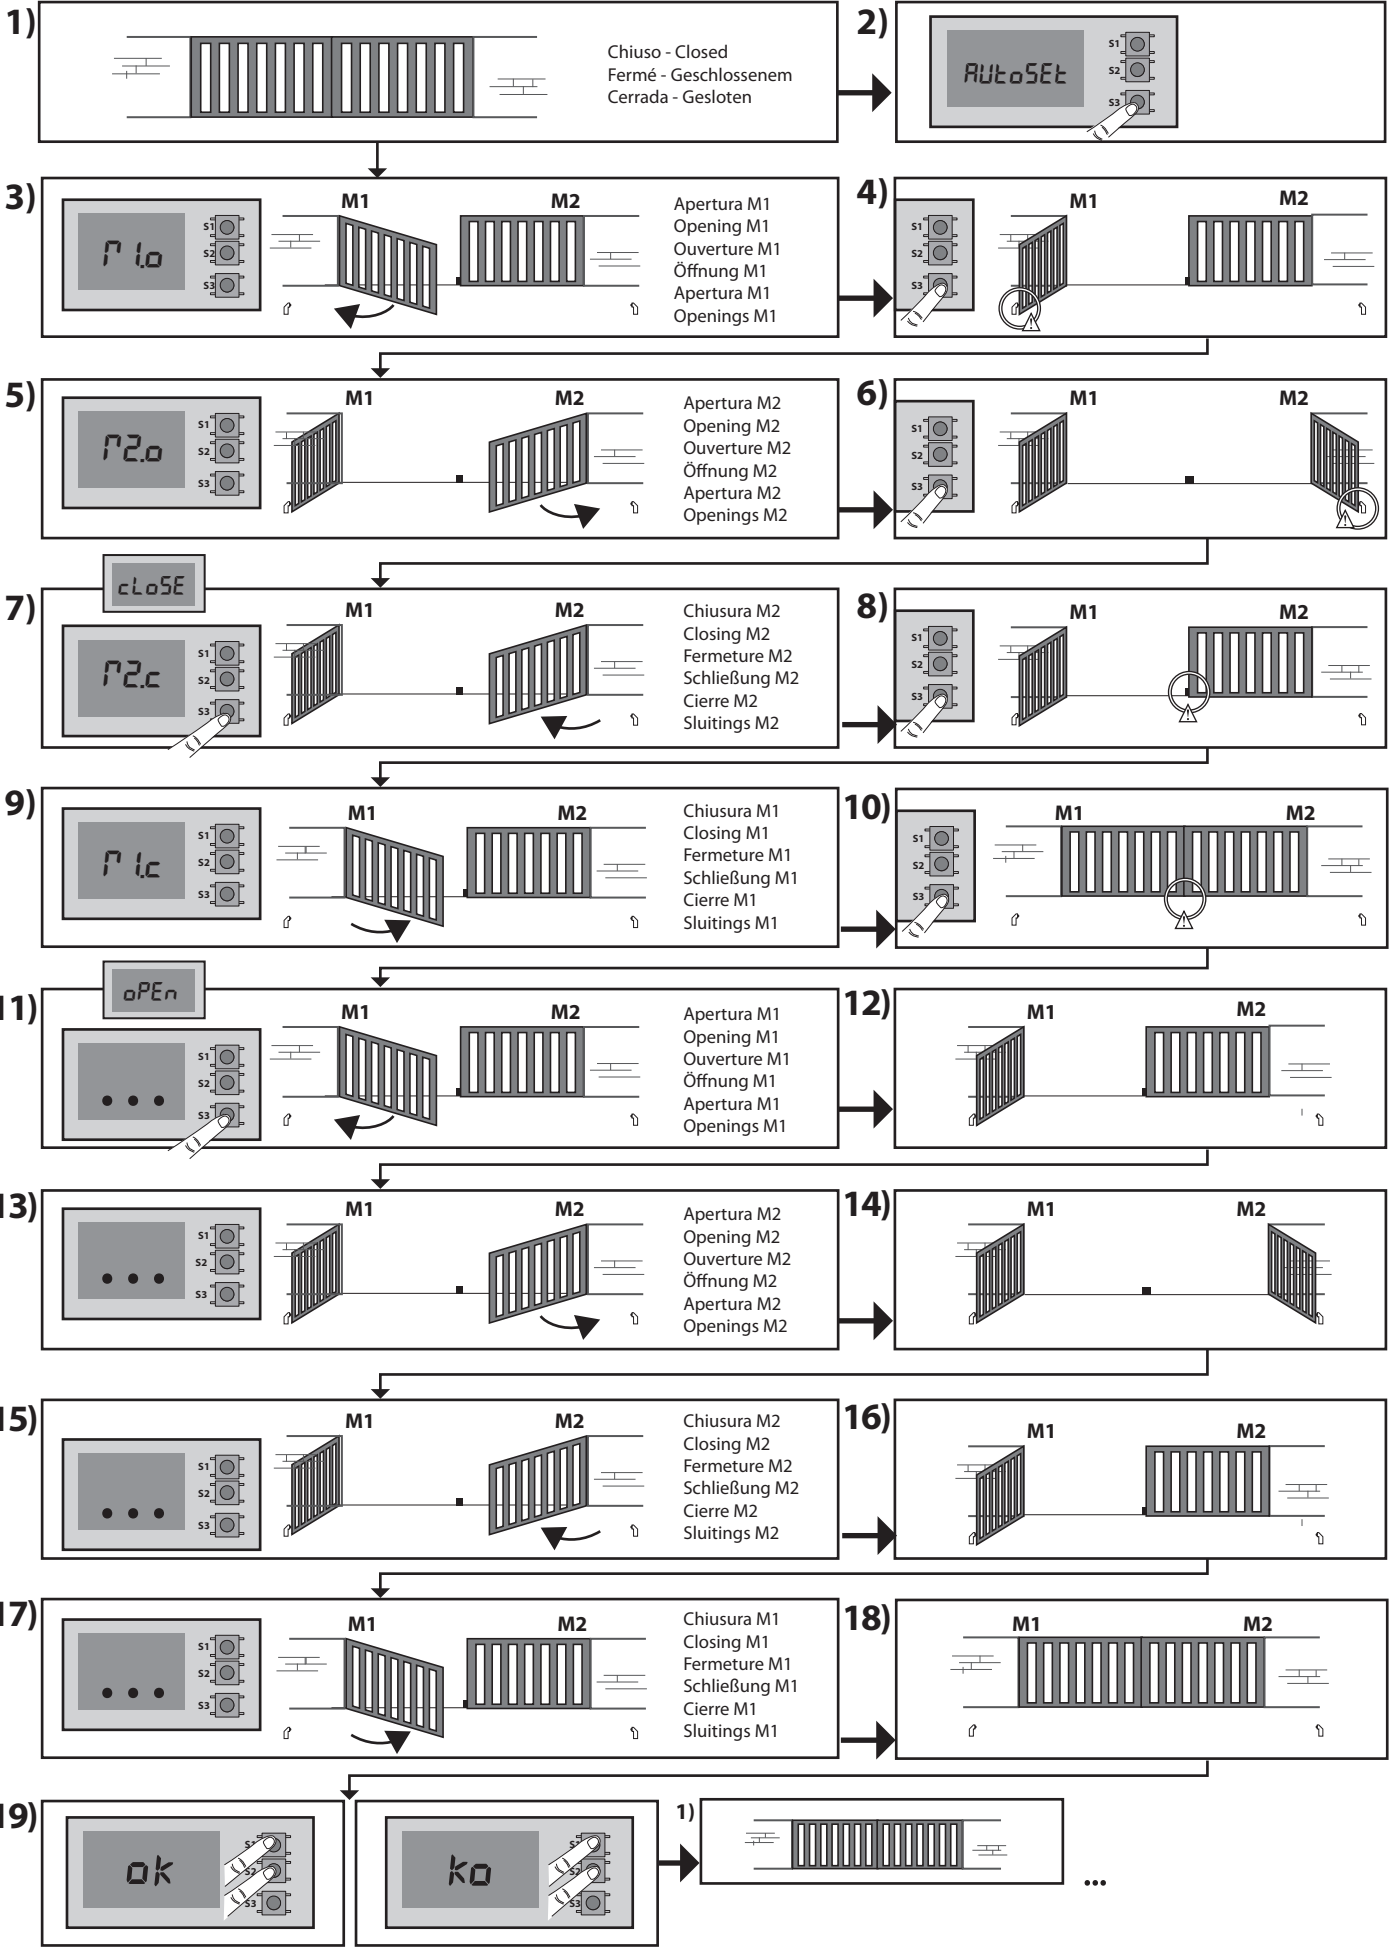 1)
Chiuso - Closed
Fermé - Geschlossenem
Cerrada - Gesloten
2)
AUtoSEt
S1
S2
S3
3)
M1.o
S1
S2
S3
M1 M2
Apertura M1
Opening M1
Ouverture M1
Öffnung M1
Apertura M1
Openings M1
4)
S1
S2
S3
M1 M2
5)
M2.o
S1
S2
S3
M1 M2
Apertura M2
Opening M2
Ouverture M2
Öffnung M2
Apertura M2
Openings M2
6)
S1
S2
S3
M1 M2
cLoSE
7)
M2.c
S1
S2
S3
M1 M2
Chiusura M2
Closing M2
Fermeture M2
Schließung M2
Cierre M2
Sluitings M2
8)
S1
S2
S3
M1 M2
9)
M1.c
S1
S2
S3
M1 M2
Chiusura M1
Closing M1
Fermeture M1
Schließung M1
Cierre M1
Sluitings M1
10)
S1
S2
S3
M1 M2
oPEn
11)
...
S1
S2
S3
M1 M2
Apertura M1
Opening M1
Ouverture M1
Öffnung M1
Apertura M1
Openings M1
12)
M1 M2
13)
...
S1
S2
S3
M1 M2
Apertura M2
Opening M2
Ouverture M2
Öffnung M2
Apertura M2
Openings M2
14)
M1 M2
15)
...
S1
S2
S3
M1 M2
Chiusura M2
Closing M2
Fermeture M2
Schließung M2
Cierre M2
Sluitings M2
16)
M1 M2
17)
...
S1
S2
S3
M1 M2
Chiusura M1
Closing M1
Fermeture M1
Schließung M1
Cierre M1
Sluitings M1
18)
M1 M2
19)
ok
S1
S2
S3
ko
S1
S2
S3
1)
...